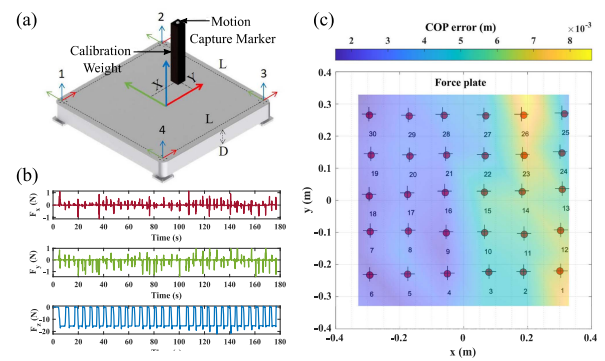 (a)
2
Motion
Capture Marker
Calibration
Weight
L
X
Y
1
3
L
4
D
(b)
F_x (N)
1
0
-1
0 20 40 60 80 100 120 140 160 180
Time (s)
F_y (N)
1
0
-1
0 20 40 60 80 100 120 140 160 180
Time (s)
F_z (N)
0
-10
-20
0 20 40 60 80 100 120 140 160 180
Time (s)
(c)
COP error (m)
×10⁻³
2 3 4 5 6 7 8
Force plate
y (m)
0.4
0.3
0.2
0.1
0
-0.1
-0.2
-0.3
-0.4
30 29 28 27 26 25
19 20 21 22 23 24
18 17 16 15 14 13
7 8 9 10 11 12
6 5 4 3 2 1
-0.4 -0.2 0 0.2 0.4
x (m)